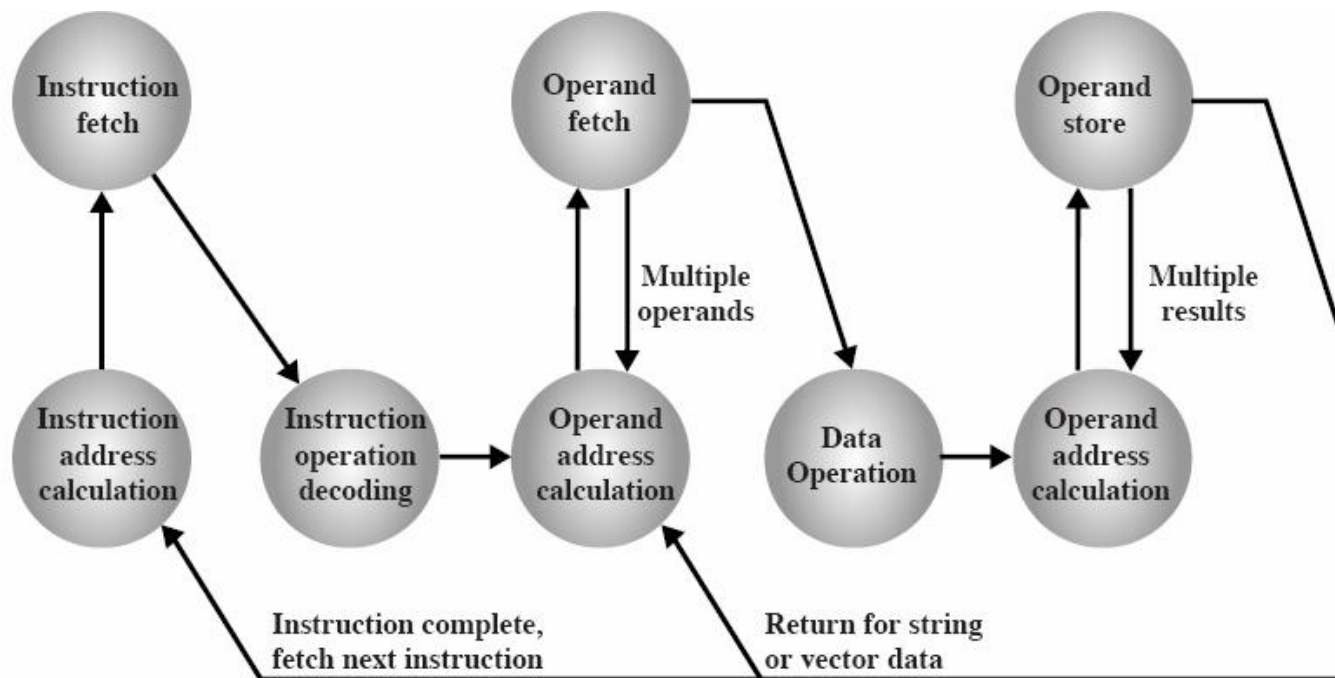 Instruction
fetch
Operand
fetch
Operand
store
Multiple
operands
Multiple
results
Instruction
address
calculation
Instruction
operation
decoding
Operand
address
calculation
Data
Operation
Operand
address
calculation
Instruction complete,
fetch next instruction
Return for string
or vector data